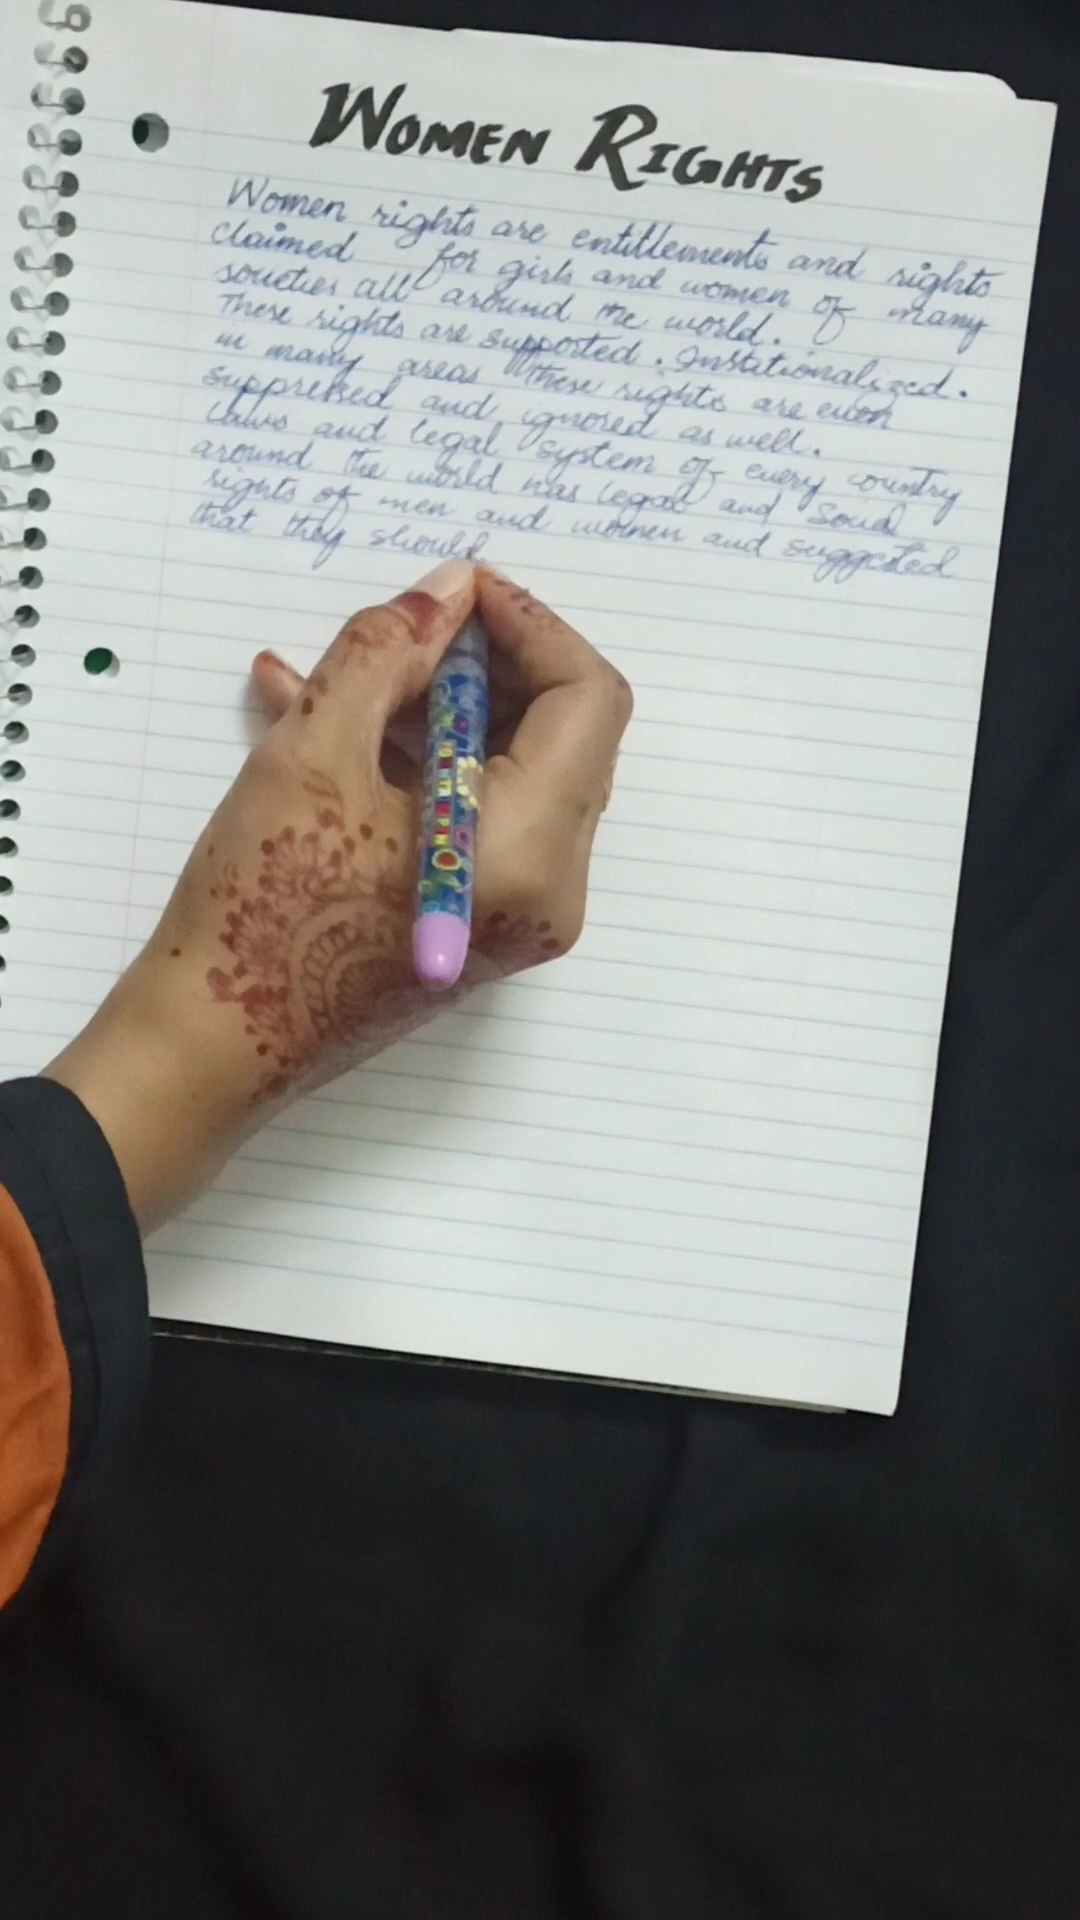 WOMEN RIGHTS
Women rights are entitlements and rights
claimed for girls and women of many
societies all around the world.
These rights are supported. Institionalized.
in many areas these rights are even
suppressed and ignored as well.
Laws and legal system of every country
around the world has legal and Social
rights of men and women and suggested
that they should